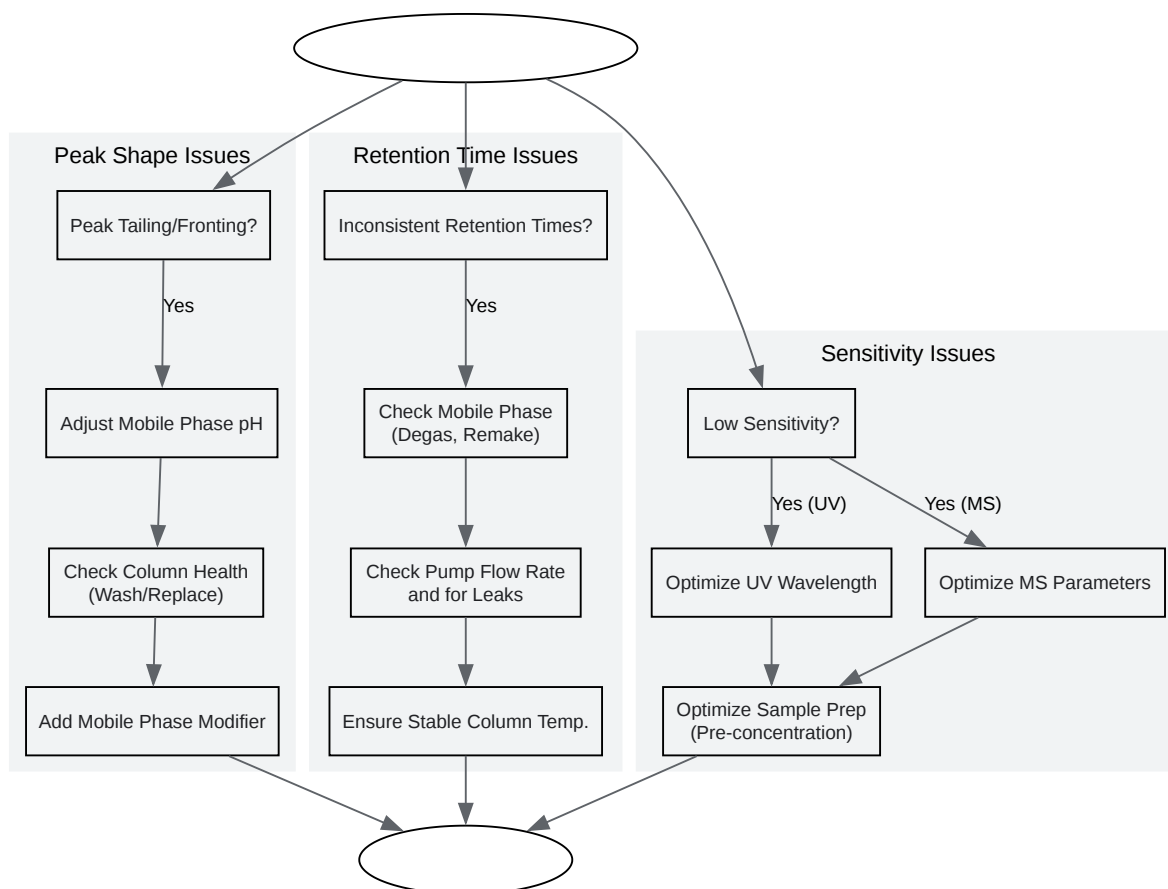 Peak Shape Issues
Peak Tailing/Fronting?
Yes
Adjust Mobile Phase pH
Check Column Health
(Wash/Replace)
Add Mobile Phase Modifier
Retention Time Issues
Inconsistent Retention Times?
Yes
Check Mobile Phase
(Degas, Remake)
Check Pump Flow Rate
and for Leaks
Ensure Stable Column Temp.
Sensitivity Issues
Low Sensitivity?
Yes (UV)
Yes (MS)
Optimize UV Wavelength
Optimize MS Parameters
Optimize Sample Prep
(Pre-concentration)